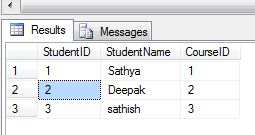 Results Messages
StudentID StudentName CourseID
1 1 Sathya 1
2 2 Deepak 2
3 3 sathish 3